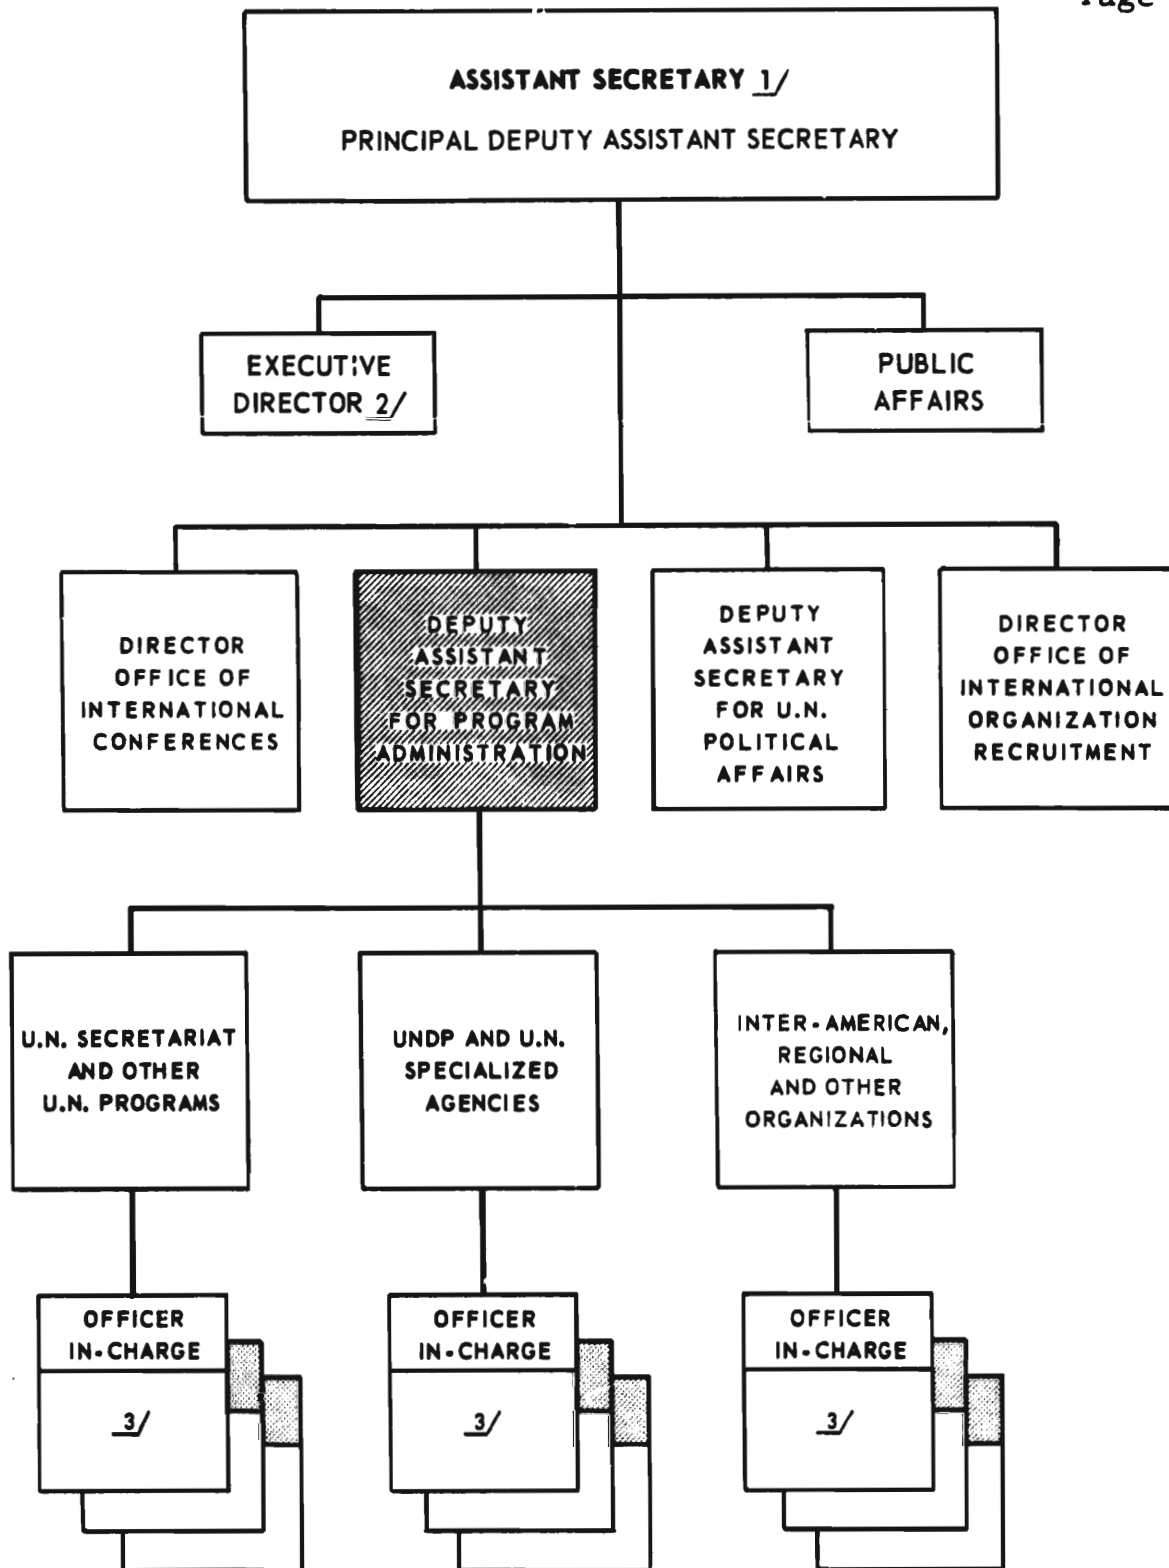 Page
ASSISTANT SECRETARY 1/
PRINCIPAL DEPUTY ASSISTANT SECRETARY
EXECUTIVE
DIRECTOR 2/
PUBLIC
AFFAIRS
DIRECTOR
OFFICE OF
INTERNATIONAL
CONFERENCES
DEPUTY
ASSISTANT
SECRETARY
FOR PROGRAM
ADMINISTRATION
DEPUTY
ASSISTANT
SECRETARY
FOR U.N.
POLITICAL
AFFAIRS
DIRECTOR
OFFICE OF
INTERNATIONAL
ORGANIZATION
RECRUITMENT
U.N. SECRETARIAT
AND OTHER
U.N. PROGRAMS
UNDP AND U.N.
SPECIALIZED
AGENCIES
INTER-AMERICAN,
REGIONAL
AND OTHER
ORGANIZATIONS
OFFICER
IN-CHARGE
3/
OFFICER
IN-CHARGE
3/
OFFICER
IN-CHARGE
3/